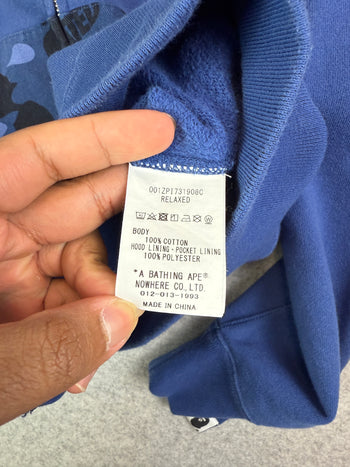 001ZPI731908C
RELAXED
BODY
100% COTTON
HOOD LINING・POCKET LINING
100% POLYESTER
"A BATHING APE®
NOWHERE CO,LTD.
012-013-1993
MADE IN CHINA